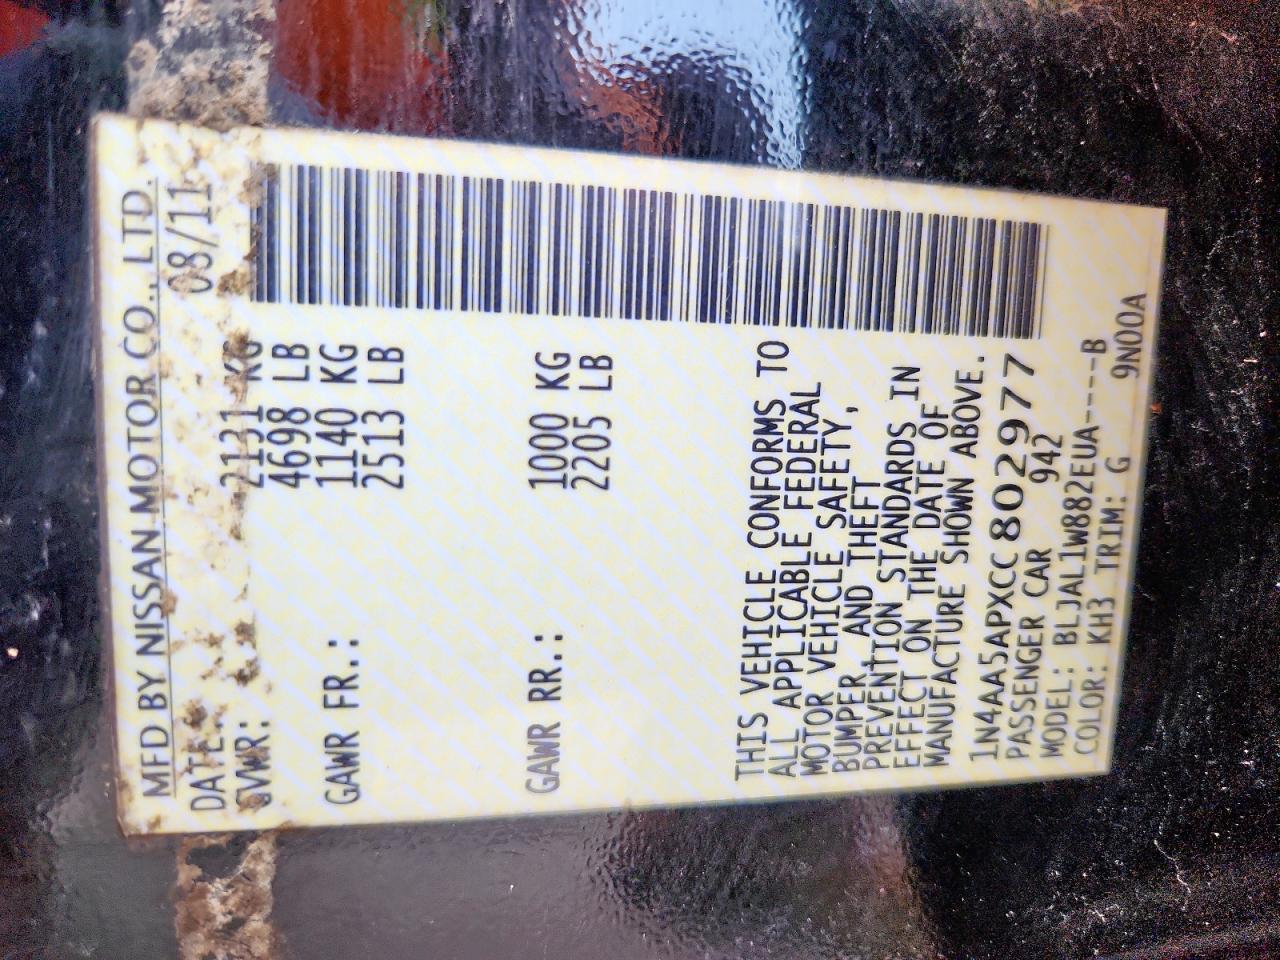 MFD BY NISSAN MOTOR CO., LTD.
DATE: 08/11
GVWR: 2131 KG
4698 LB
GAWR FR.: 1140 KG
2513 LB
GAWR RR.: 1000 KG
2205 LB
THIS VEHICLE CONFORMS TO
ALL APPLICABLE FEDERAL
MOTOR VEHICLE SAFETY,
BUMPER, AND THEFT
PREVENTION STANDARDS IN
EFFECT ON THE DATE OF
MANUFACTURE SHOWN ABOVE.
1N4AA5APXCC802977
PASSENGER CAR 942
MODEL: BLJAL1W882EUA----B
COLOR: KH3 TRIM: G 9N00A